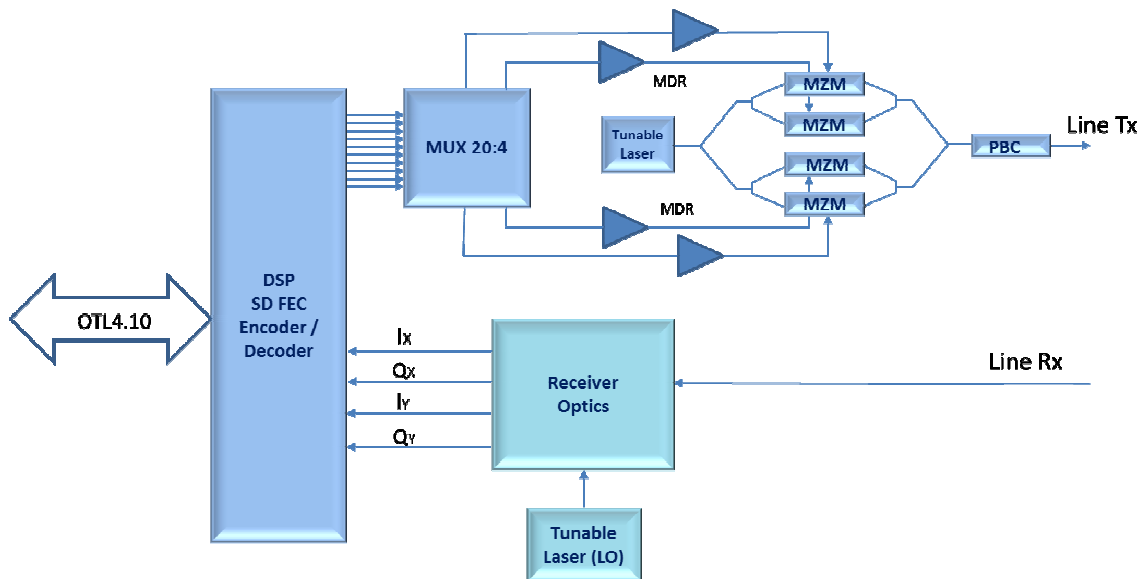 MDR
MZM
MUX 20:4
Tunable
Laser
MZM
MZM
MZM
PBC
Line Tx
MDR
DSP
SD FEC
Encoder /
Decoder
OTL4.10
IX
QX
IY
QY
Receiver
Optics
Line Rx
Tunable
Laser (LO)